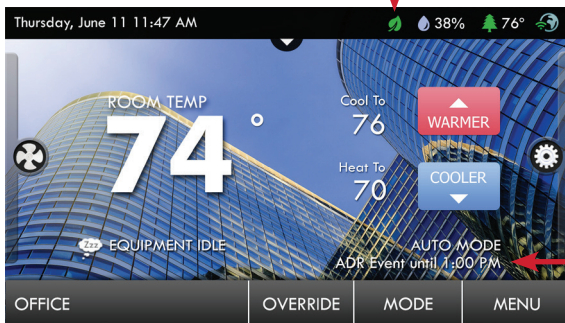 Thursday, June 11 11:47 AM 38% 76°
ROOM TEMP
74°
Cool To
76
WARMER
Heat To
70
COOLER
Zzz EQUIPMENT IDLE
AUTO MODE
ADR Event until 1:00 PM
OFFICE OVERRIDE MODE MENU